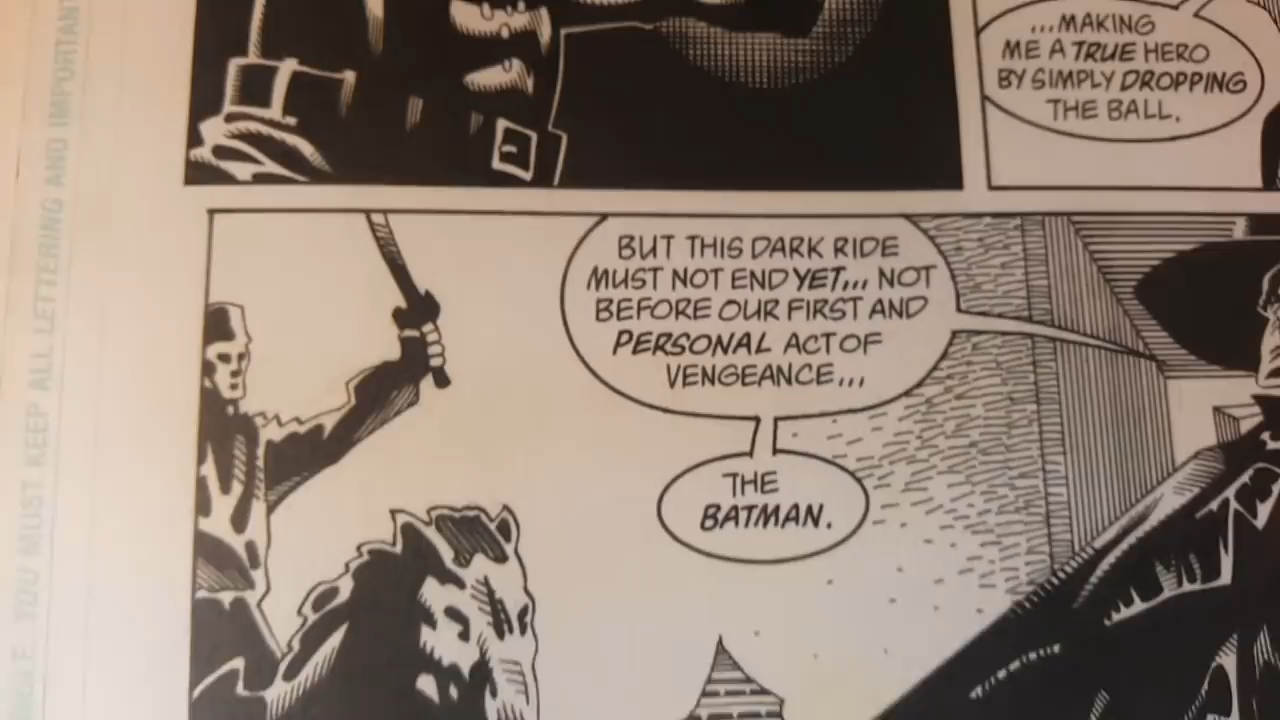 ...MAKING
ME A TRUE HERO
BY SIMPLY DROPPING
THE BALL.
BUT THIS DARK RIDE
MUST NOT END YET... NOT
BEFORE OUR FIRST AND
PERSONAL ACT OF
VENGEANCE...
THE
BATMAN.
YOU MUST KEEP ALL LETTERING AND IMPORTANT